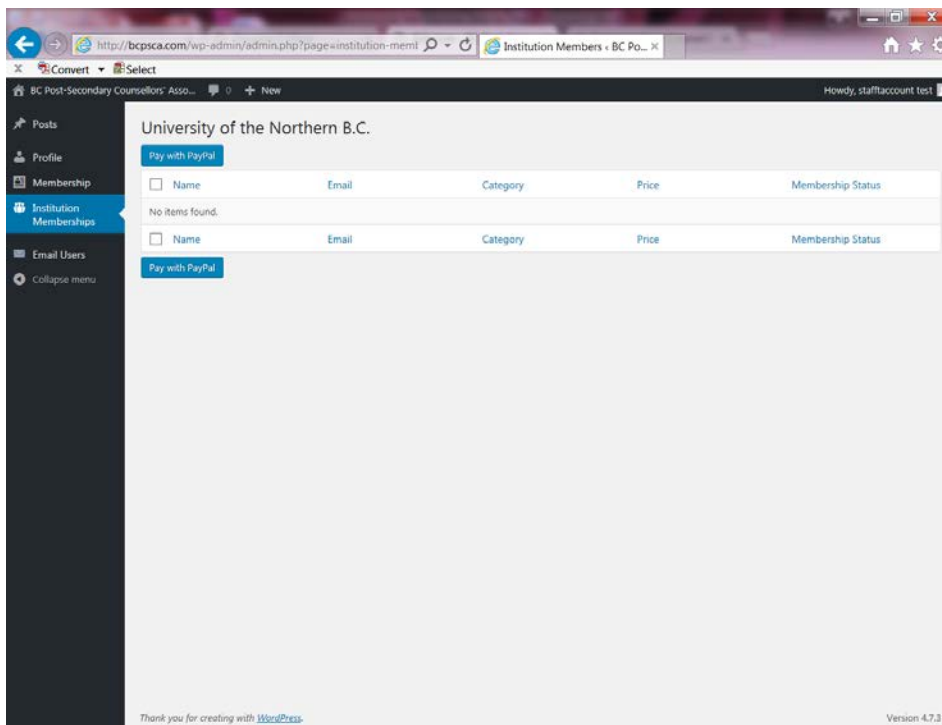 http://bcpsca.com/wp-admin/admin.php?page=institution-memt
Institution Members ‹ BC Po... ×
x Convert Select
BC Post-Secondary Counsellors' Asso... 0 + New Howdy, stafftaccount test
Posts
Profile
Membership
Institution
Memberships
Email Users
Collapse menu
University of the Northern B.C.
Pay with PayPal
Name Email Category Price Membership Status
No items found.
Name Email Category Price Membership Status
Pay with PayPal
Thank you for creating with WordPress. Version 4.7.3